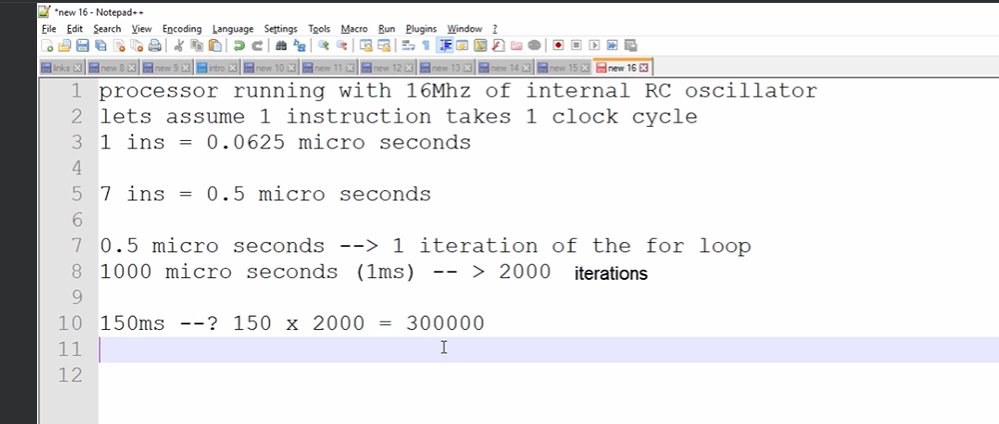 *new 16 - Notepad++
File Edit Search View Encoding Language Settings Tools Macro Run Plugins Window ?
links new 8 new 9 intro new 10 new 11 new 12 new 13 new 14 new 15 new 16
1 processor running with 16Mhz of internal RC oscillator
2 lets assume 1 instruction takes 1 clock cycle
3 1 ins = 0.0625 micro seconds
4
5 7 ins = 0.5 micro seconds
6
7 0.5 micro seconds --> 1 iteration of the for loop
8 1000 micro seconds (1ms) -- > 2000 iterations
9
10 150ms --? 150 x 2000 = 300000
11
12